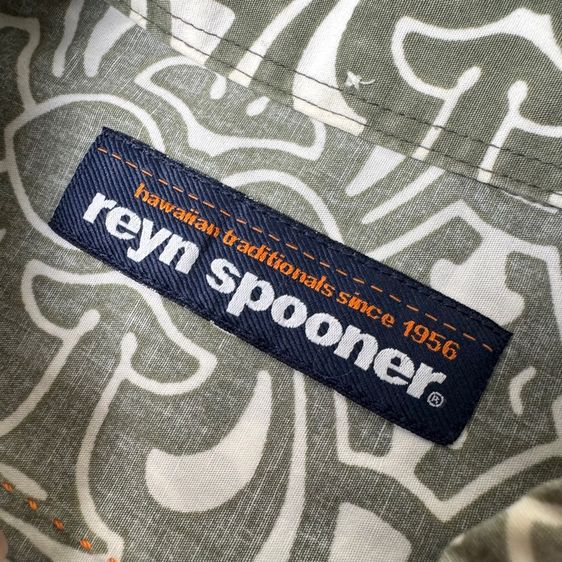 hawaiian traditionals since 1956
reyn spooner®